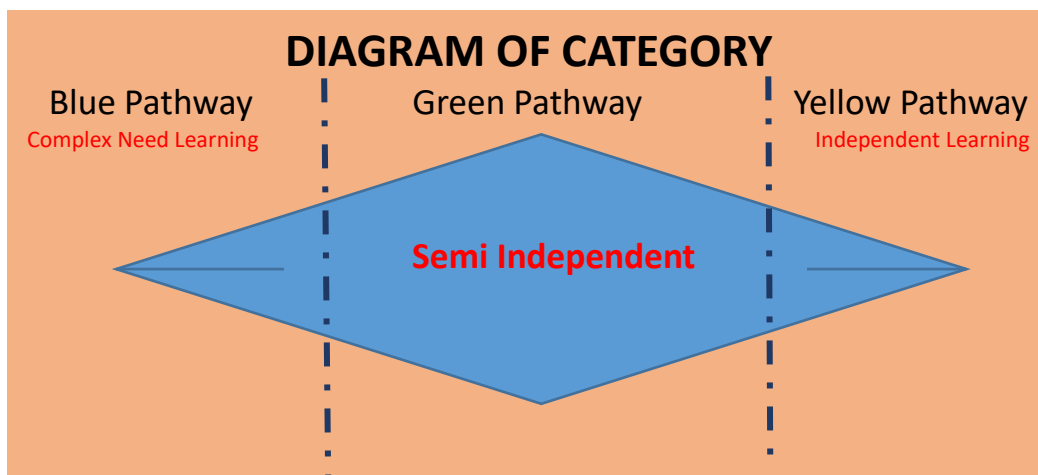 DIAGRAM OF CATEGORY
Blue Pathway
Complex Need Learning
Green Pathway
Yellow Pathway
Independent Learning
Semi Independent